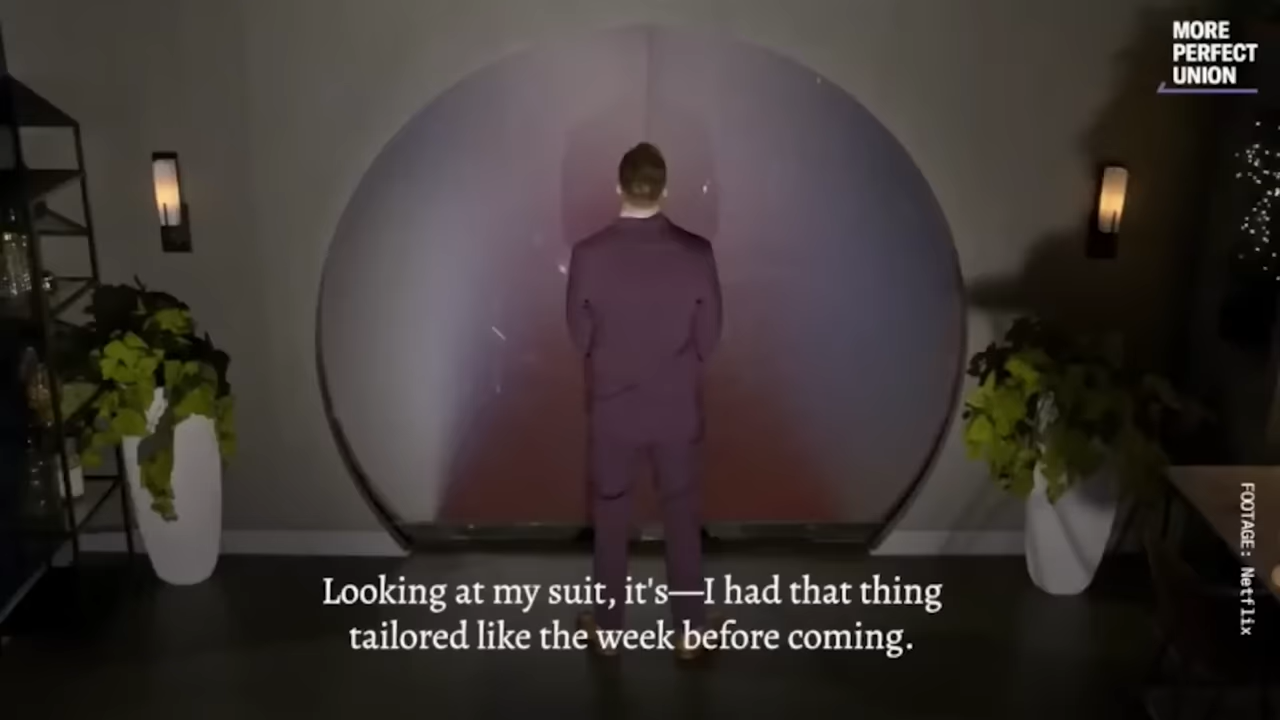 MORE
PERFECT
UNION
FOOTAGE: Netflix
Looking at my suit, it's—I had that thing
tailored like the week before coming.